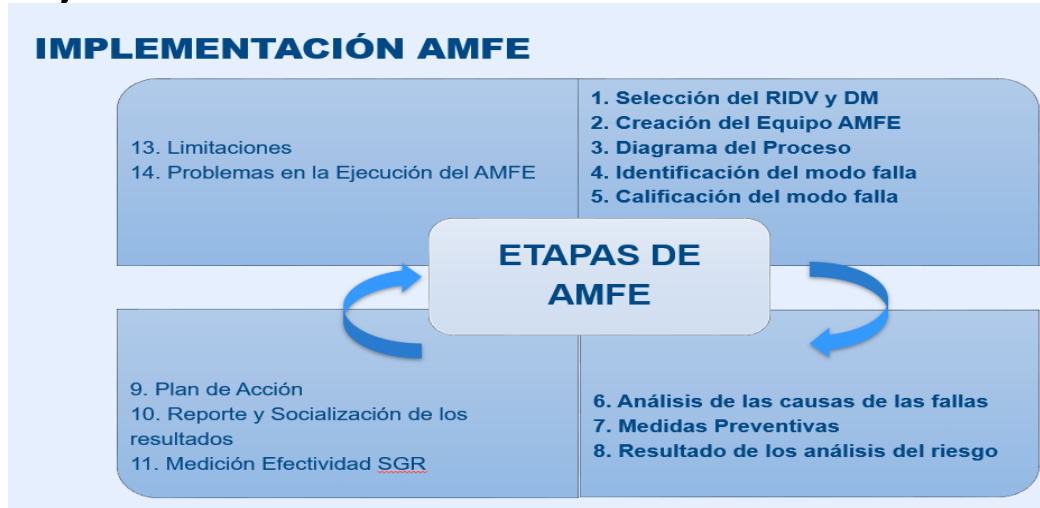 IMPLEMENTACIÓN AMFE
1. Selección del RIDV y DM
2. Creación del Equipo AMFE
3. Diagrama del Proceso
4. Identificación del modo falla
5. Calificación del modo falla
13. Limitaciones
14. Problemas en la Ejecución del AMFE
ETAPAS DE
AMFE
6. Análisis de las causas de las fallas
7. Medidas Preventivas
8. Resultado de los análisis del riesgo
9. Plan de Acción
10. Reporte y Socialización de los
resultados
11. Medición Efectividad SGR